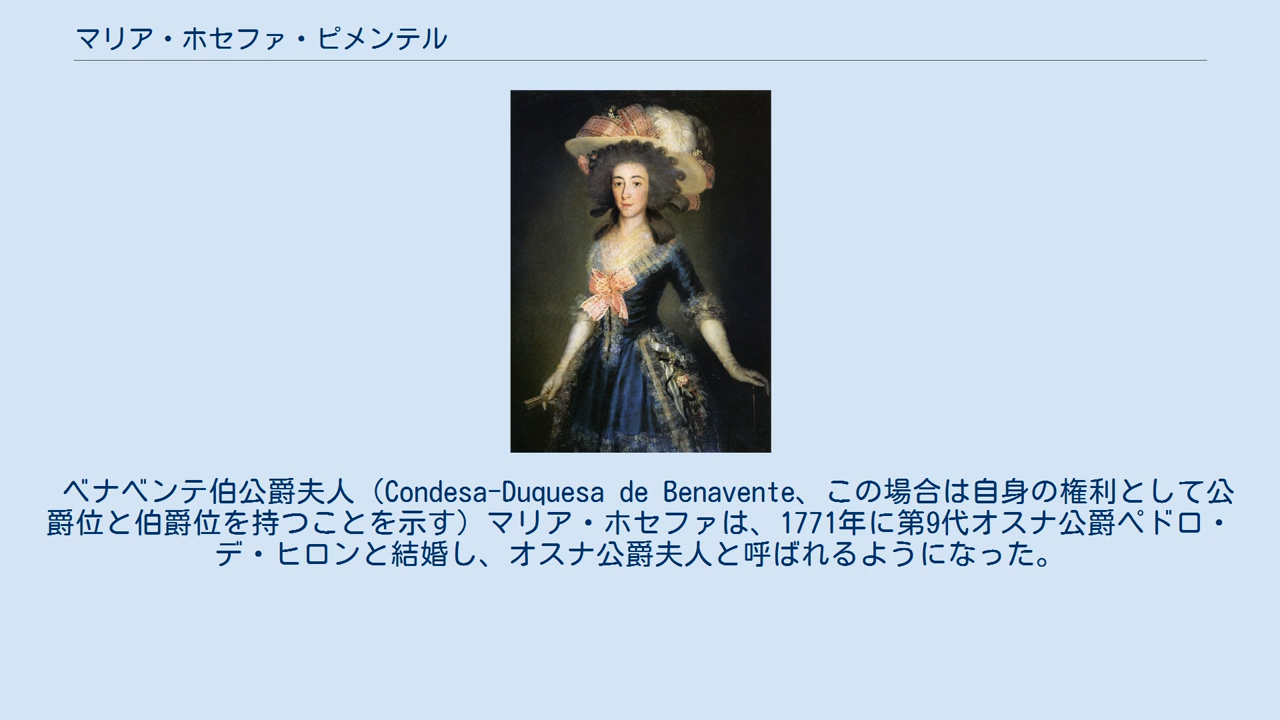 マリア・ホセファ・ピメンテル
ベナベンテ伯公爵夫人（Condesa-Duquesa de Benavente、この場合は自身の権利として公
爵位と伯爵位を持つことを示す）マリア・ホセファは、1771年に第9代オスナ公爵ペドロ・
デ・ヒロンと結婚し、オスナ公爵夫人と呼ばれるようになった。